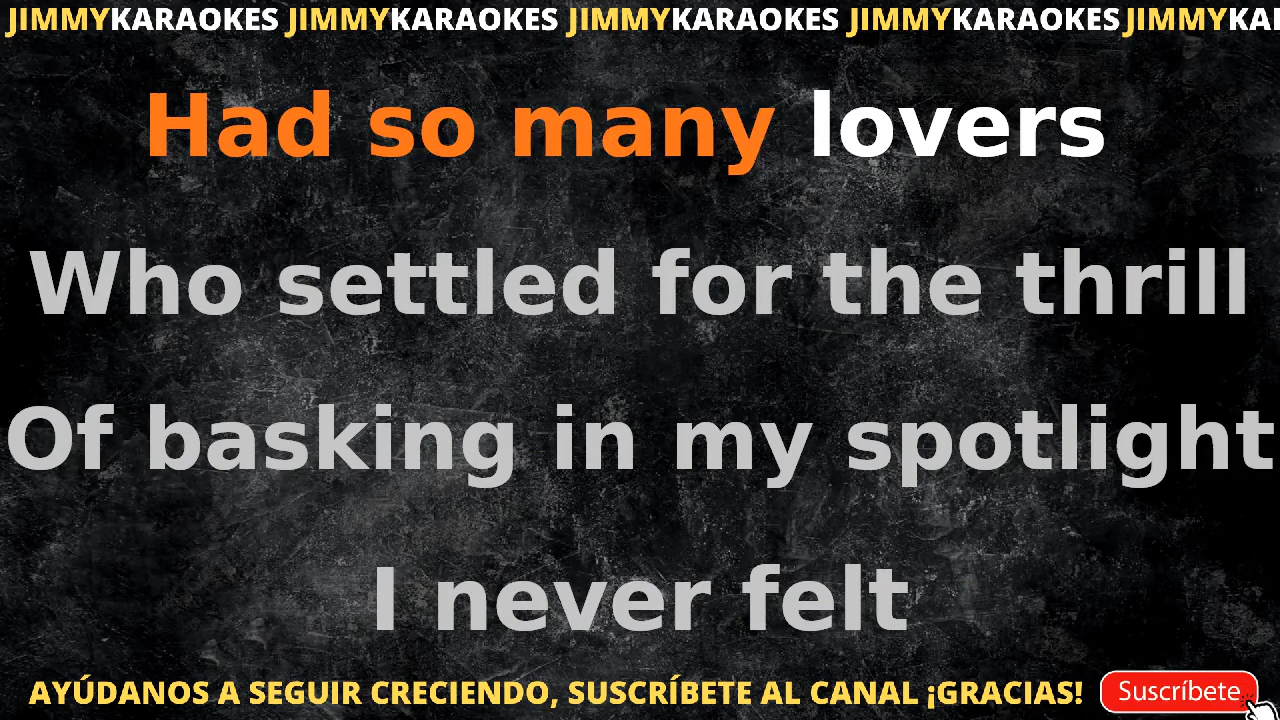 JIMMYKARAOKES JIMMYKARAOKES JIMMYKARAOKES JIMMYKARAOKES JIMMYKAI
Had so many lovers
Who settled for the thrill
Of basking in my spotlight
I never felt
AYÚDANOS A SEGUIR CRECIENDO, SUSCRÍBETE AL CANAL ¡GRACIAS! Suscríbete